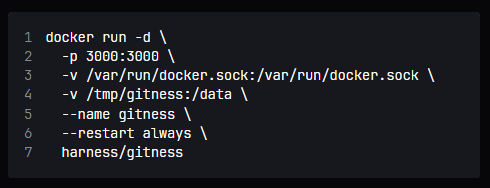 1 docker run -d \
2 -p 3000:3000 \
3 -v /var/run/docker.sock:/var/run/docker.sock \
4 -v /tmp/gitness:/data \
5 --name gitness \
6 --restart always \
7 harness/gitness